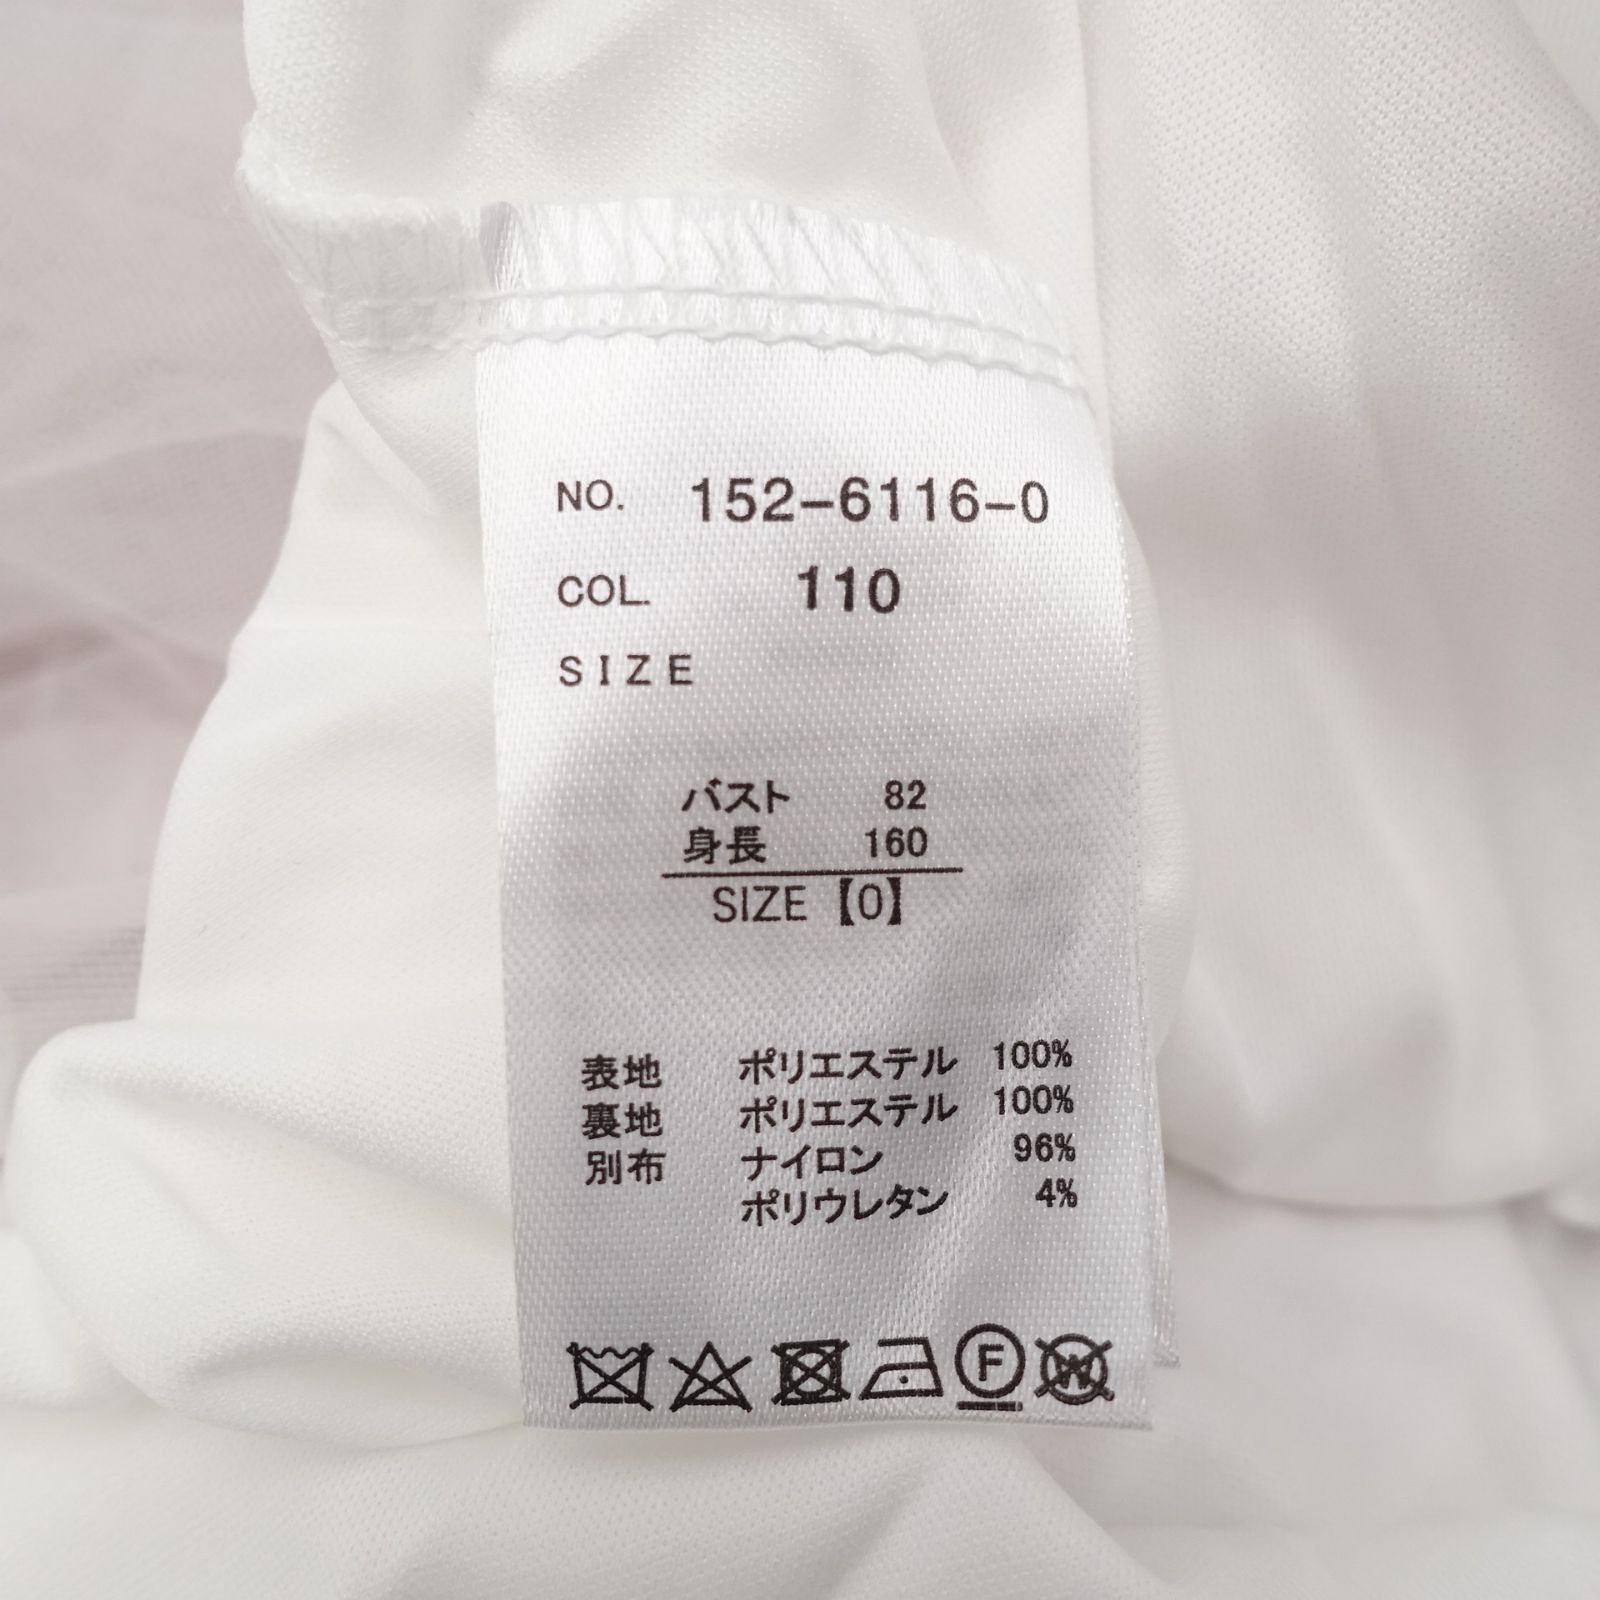 NO. 152-6116-0
COL. 110
SIZE
バスト 82
身長 160
SIZE【0】
表地 ポリエステル 100%
裏地 ポリエステル 100%
別布 ナイロン 96%
ポリウレタン 4%
F W